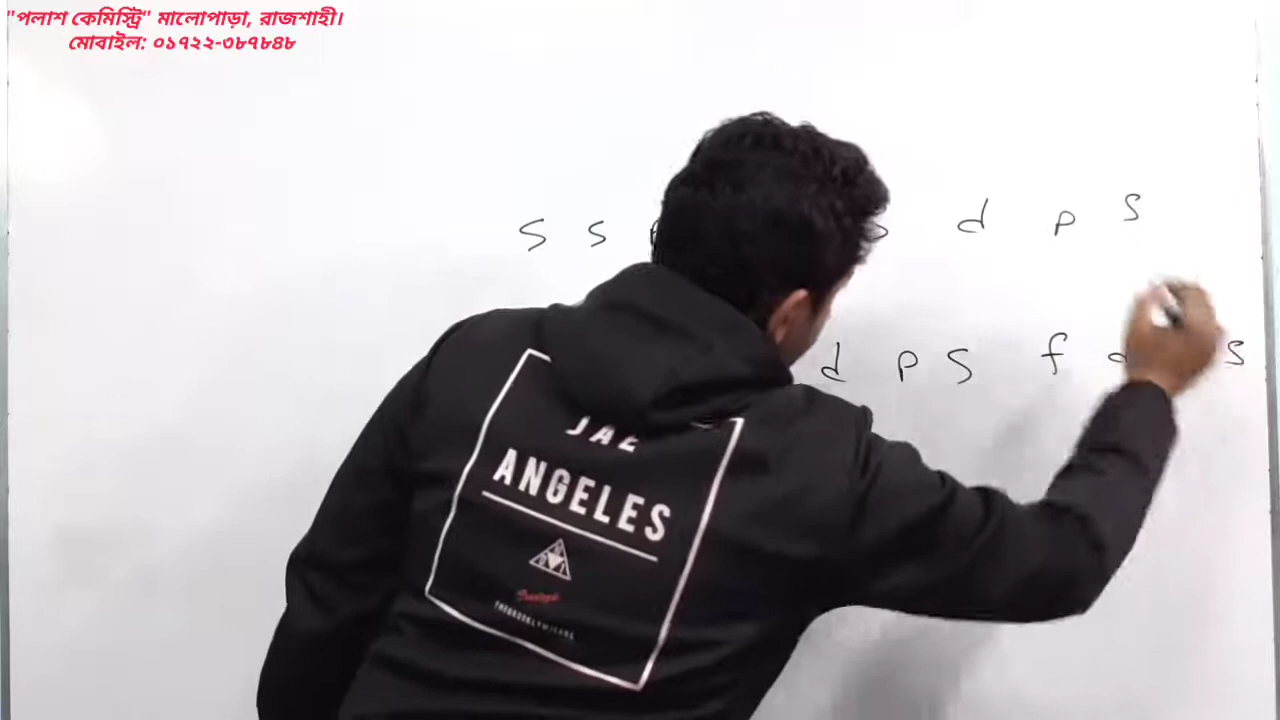 "পলাশ কেমিস্ট্রি" মালোপাড়া, রাজশাহী।
মোবাইল: ০১৭২২-৩৮৭৮৪৮
s s d p s
d p s f d s
ANGELES